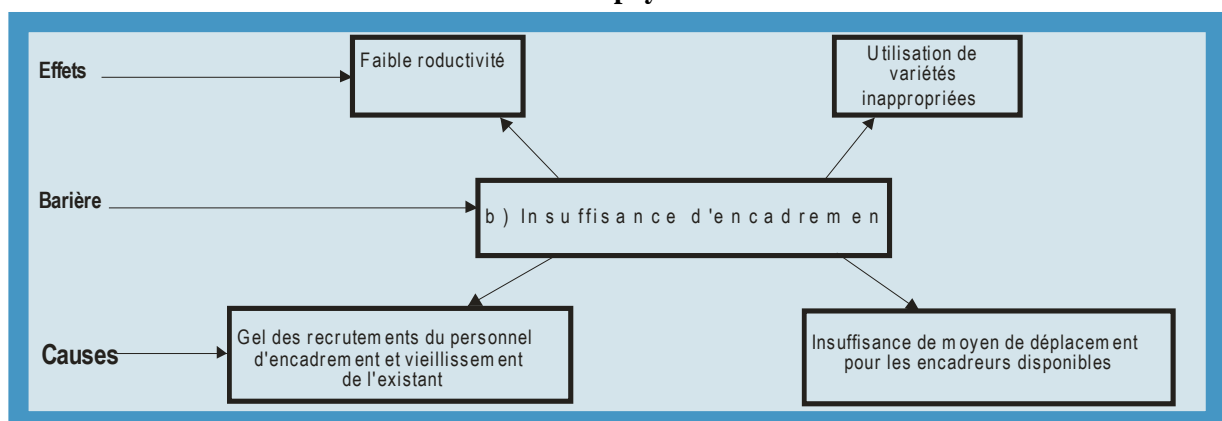 Effets
Faible roductivité
Utilisation de
variétés
inappropriées
Barière
b) Insuffisance d'encadremen
Causes
Gel des recrutements du personnel
d'encadrement et vieillissement
de l'existant
Insuffisance de moyen de déplacement
pour les encadreurs disponibles